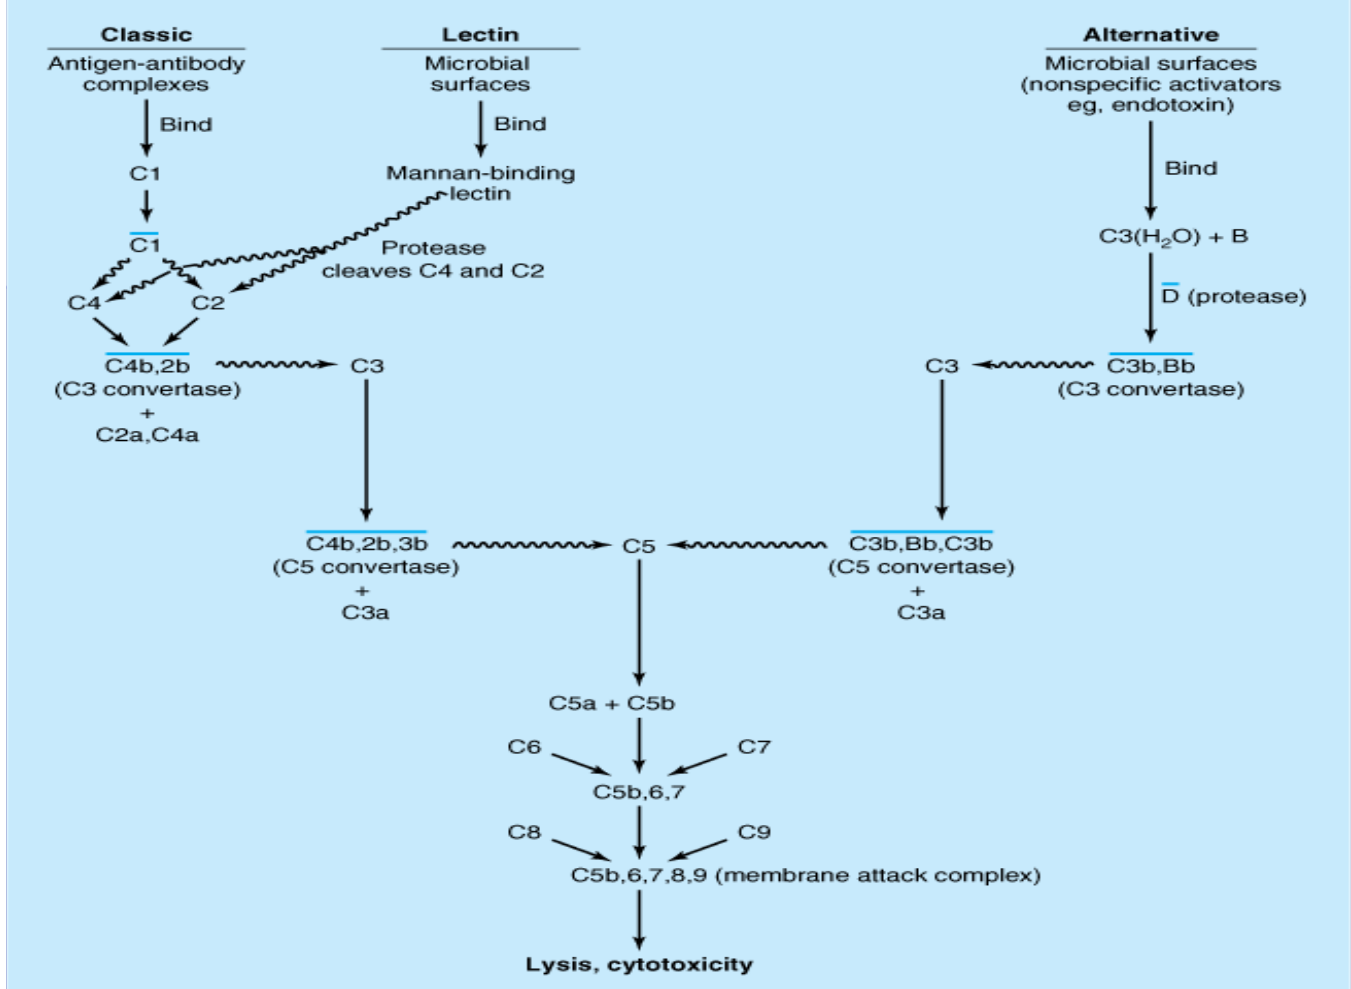 Classic
Lectin
Alternative
Antigen-antibody
complexes
Microbial
surfaces
Microbial surfaces
(nonspecific activators
eg, endotoxin)
Bind
Bind
Bind
C1
Mannan-binding
lectin
C1
Protease
cleaves C4 and C2
C3(H₂O) + B
C4
C2
D (protease)
C4b,2b
(C3 convertase)
+
C2a,C4a
C3
C3
C3b,Bb
(C3 convertase)
C4b,2b,3b
(C5 convertase)
+
C3a
C5
C3b,Bb,C3b
(C5 convertase)
+
C3a
C5a + C5b
C6
C7
C5b,6,7
C8
C9
C5b,6,7,8,9 (membrane attack complex)
Lysis, cytotoxicity